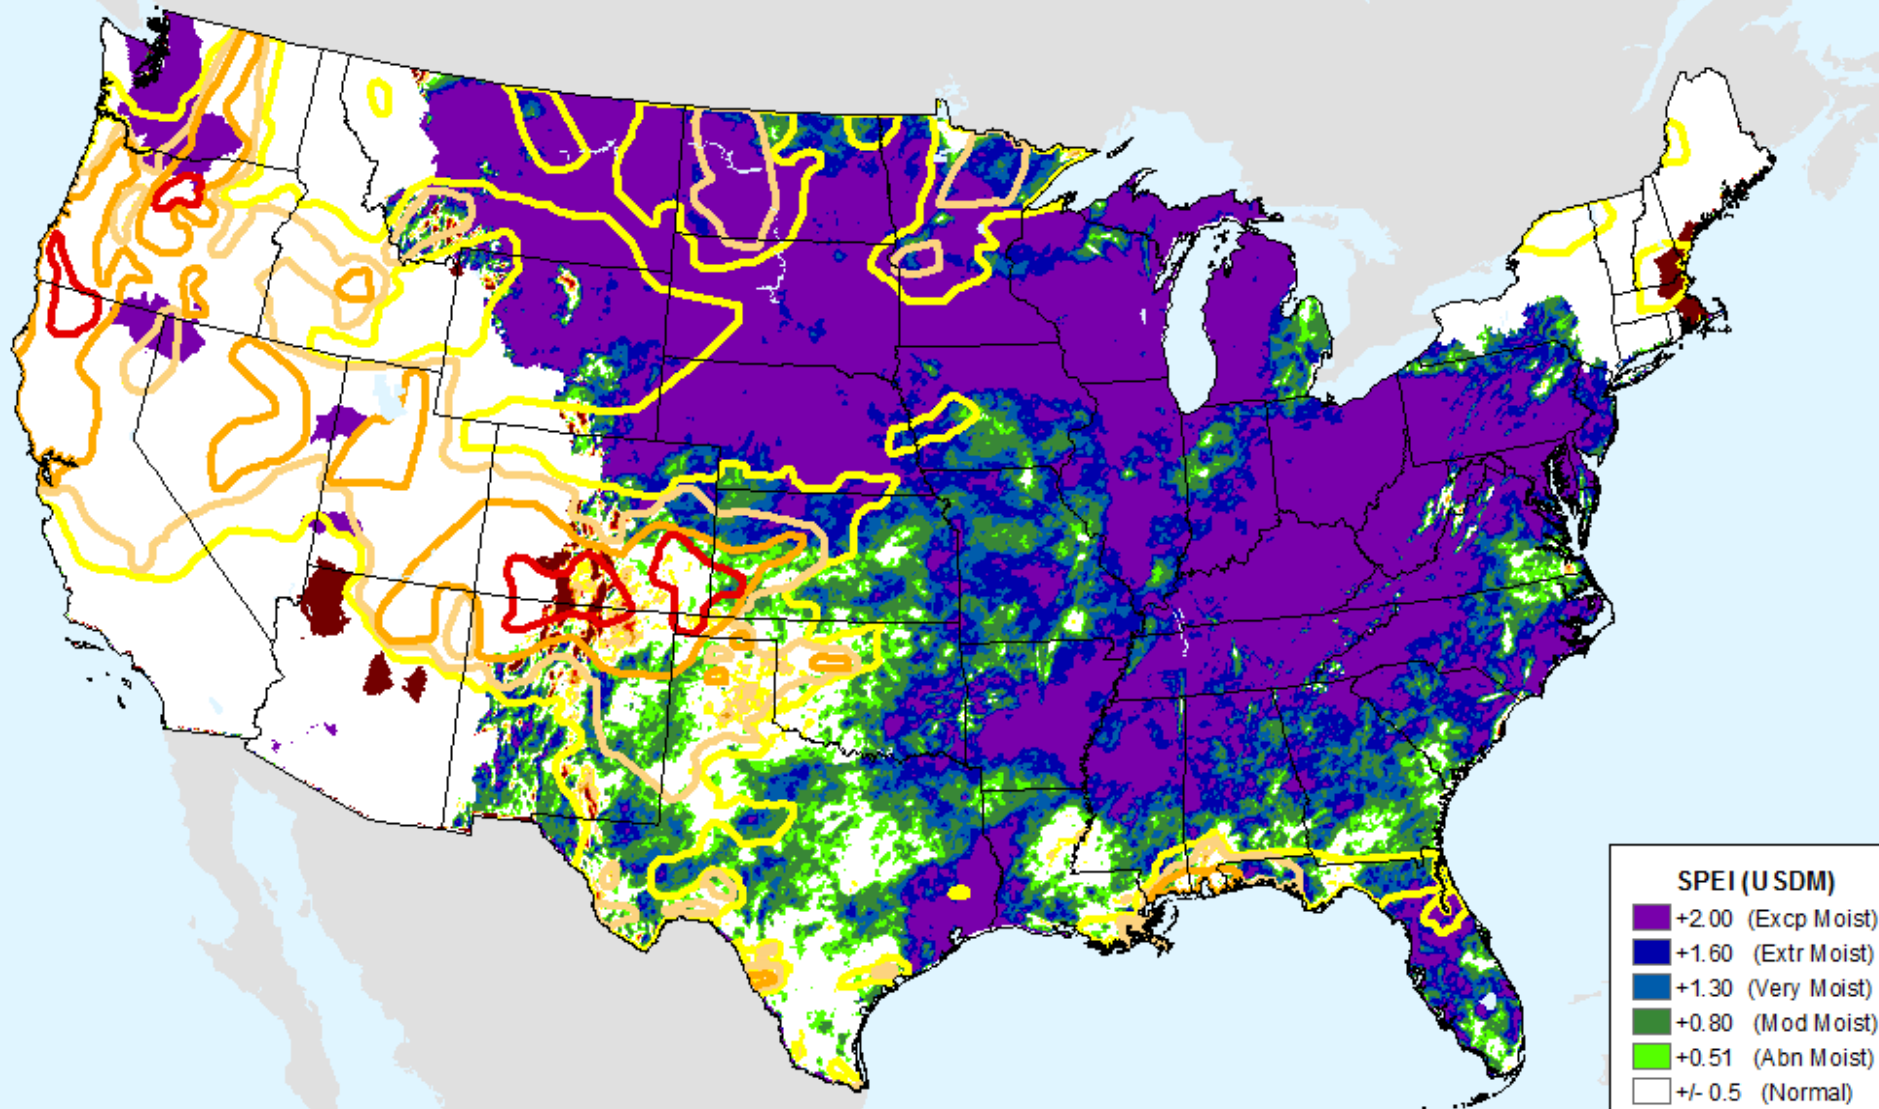 SPEI (USDM)
+2.00 (Excp Moist)
+1.60 (Extr Moist)
+1.30 (Very Moist)
+0.80 (Mod Moist)
+0.51 (Abn Moist)
+/- 0.5 (Normal)